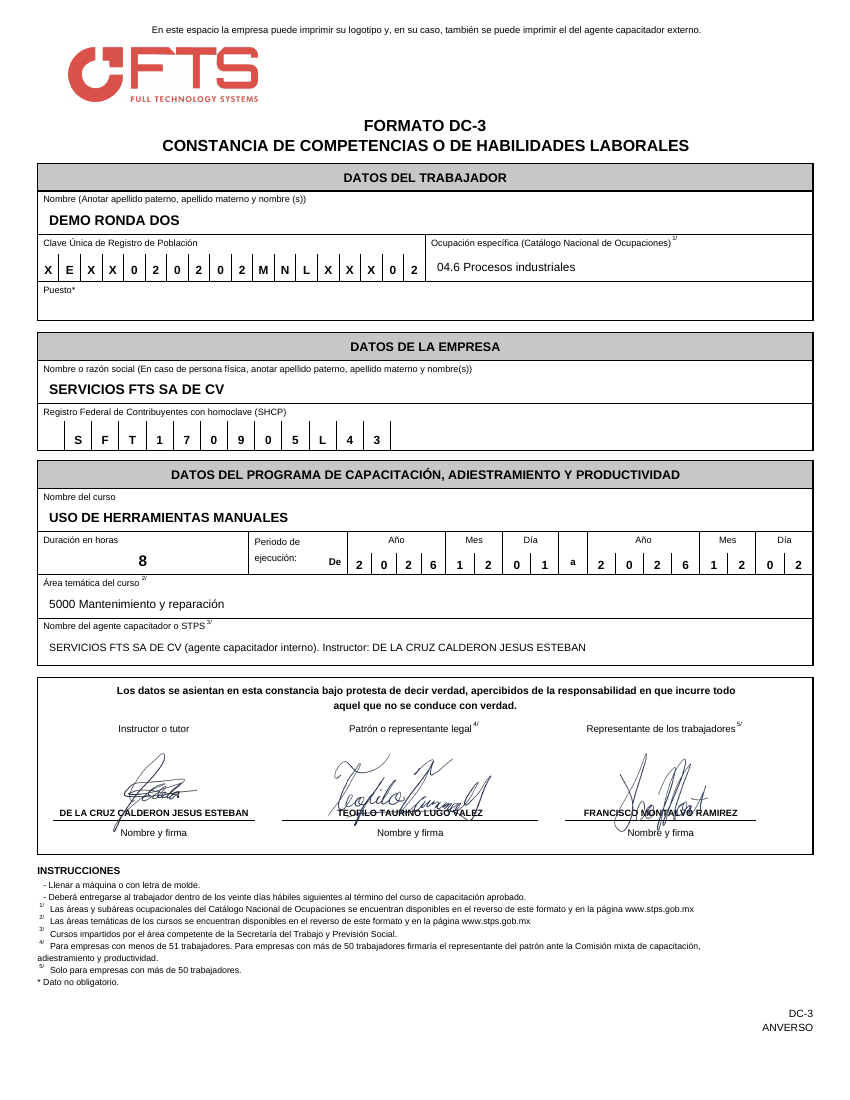 En este espacio la empresa puede imprimir su logotipo y, en su caso, también se puede imprimir el del agente capacitador externo.
FTS
FULL TECHNOLOGY SYSTEMS
FORMATO DC-3
CONSTANCIA DE COMPETENCIAS O DE HABILIDADES LABORALES
DATOS DEL TRABAJADOR
Nombre (Anotar apellido paterno, apellido materno y nombre (s))
DEMO RONDA DOS
Clave Única de Registro de Población
Ocupación específica (Catálogo Nacional de Ocupaciones) 1/
X E X X 0 2 0 2 0 2 M N L X X X 0 2
04.6 Procesos industriales
Puesto*
DATOS DE LA EMPRESA
Nombre o razón social (En caso de persona física, anotar apellido paterno, apellido materno y nombre(s))
SERVICIOS FTS SA DE CV
Registro Federal de Contribuyentes con homoclave (SHCP)
S F T 1 7 0 9 0 5 L 4 3
DATOS DEL PROGRAMA DE CAPACITACIÓN, ADIESTRAMIENTO Y PRODUCTIVIDAD
Nombre del curso
USO DE HERRAMIENTAS MANUALES
Duración en horas
8
Periodo de
ejecución:
De
Año Mes Día Año Mes Día
2 0 2 6 1 2 0 1 a 2 0 2 6 1 2 0 2
Área temática del curso 2/
5000 Mantenimiento y reparación
Nombre del agente capacitador o STPS 3/
SERVICIOS FTS SA DE CV (agente capacitador interno). Instructor: DE LA CRUZ CALDERON JESUS ESTEBAN
Los datos se asientan en esta constancia bajo protesta de decir verdad, apercibidos de la responsabilidad en que incurre todo
aquel que no se conduce con verdad.
Instructor o tutor
Patrón o representante legal 4/
Representante de los trabajadores 5/
DE LA CRUZ CALDERON JESUS ESTEBAN
TEOFILO TAURINO LUGO VALEZ
FRANCISCO MONTALVO RAMIREZ
Nombre y firma
Nombre y firma
Nombre y firma
INSTRUCCIONES
- Llenar a máquina o con letra de molde.
- Deberá entregarse al trabajador dentro de los veinte días hábiles siguientes al término del curso de capacitación aprobado.
1/ Las áreas y subáreas ocupacionales del Catálogo Nacional de Ocupaciones se encuentran disponibles en el reverso de este formato y en la página www.stps.gob.mx
2/ Las áreas temáticas de los cursos se encuentran disponibles en el reverso de este formato y en la página www.stps.gob.mx
3/ Cursos impartidos por el área competente de la Secretaría del Trabajo y Previsión Social.
4/ Para empresas con menos de 51 trabajadores. Para empresas con más de 50 trabajadores firmaría el representante del patrón ante la Comisión mixta de capacitación,
adiestramiento y productividad.
5/ Solo para empresas con más de 50 trabajadores.
* Dato no obligatorio.
DC-3
ANVERSO